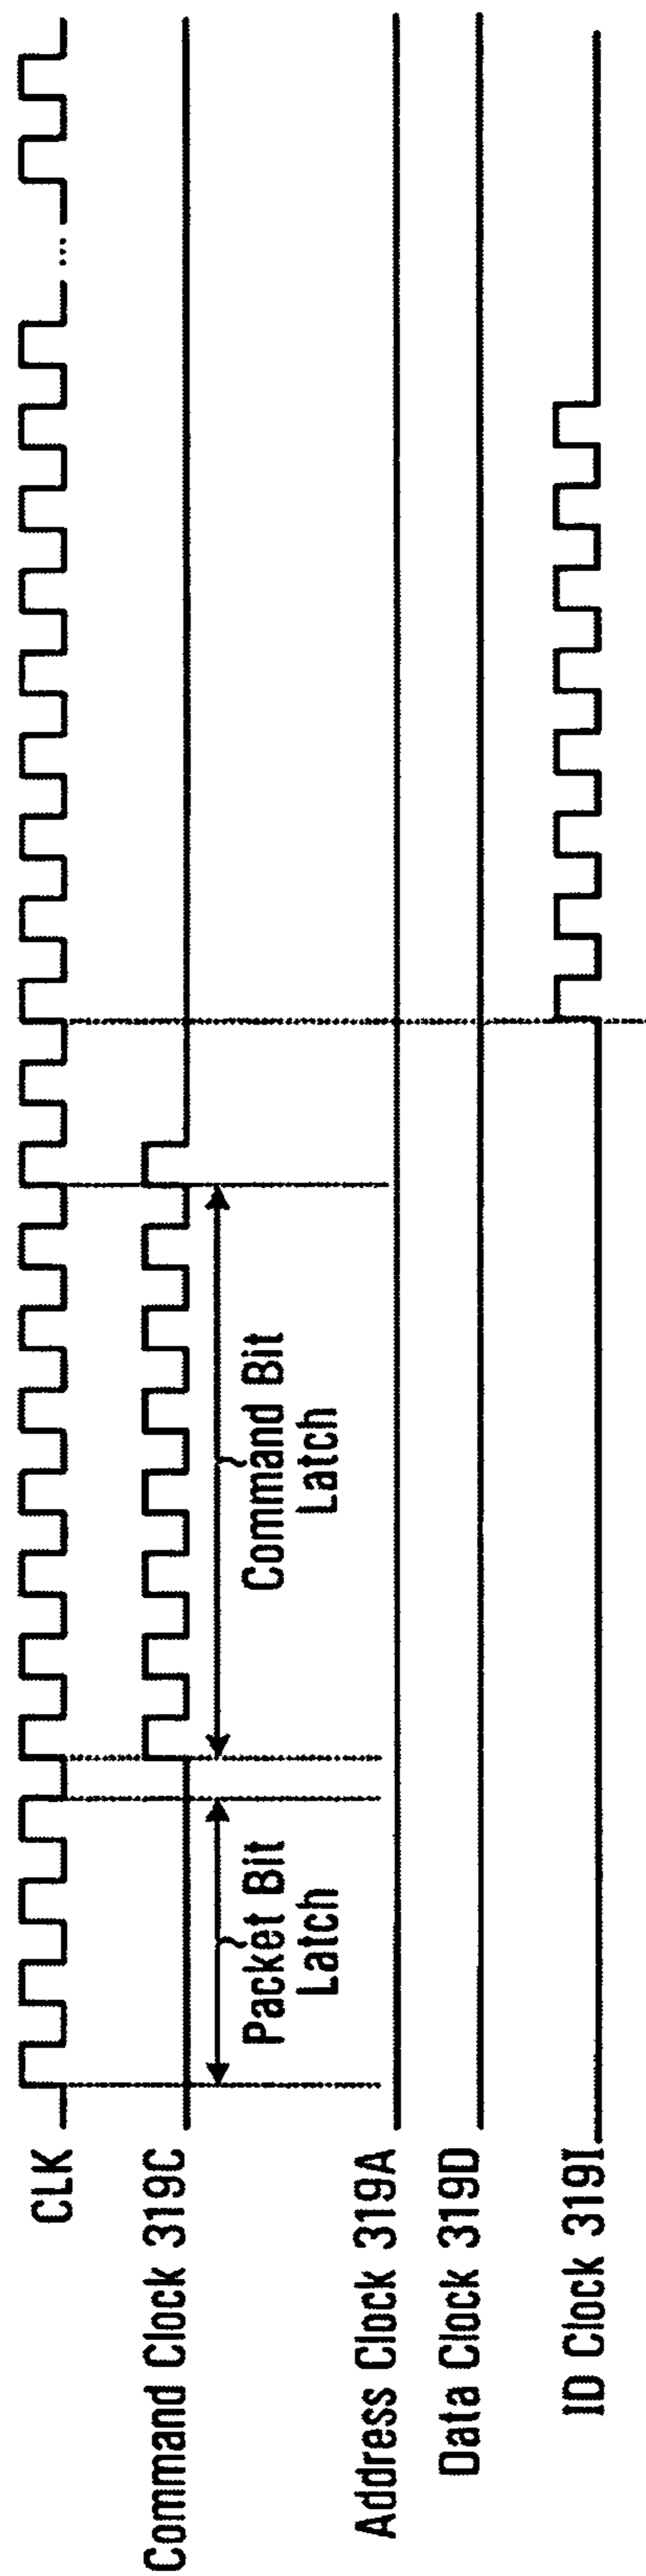 CLK
Command Clock 319C
Packet Bit
Latch
Command Bit
Latch
Address Clock 319A
Data Clock 319D
ID Clock 319I
...